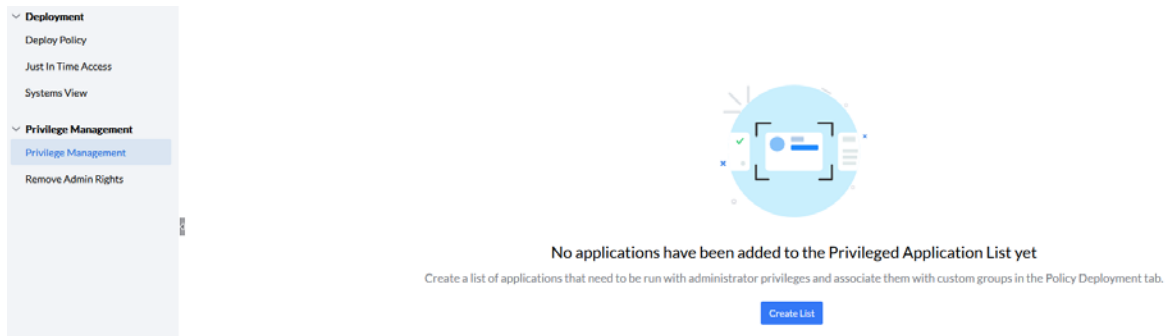 Deployment
Deploy Policy
Just In Time Access
Systems View
Privilege Management
Privilege Management
Remove Admin Rights
No applications have been added to the Privileged Application List yet
Create a list of applications that need to be run with administrator privileges and associate them with custom groups in the Policy Deployment tab.
Create List